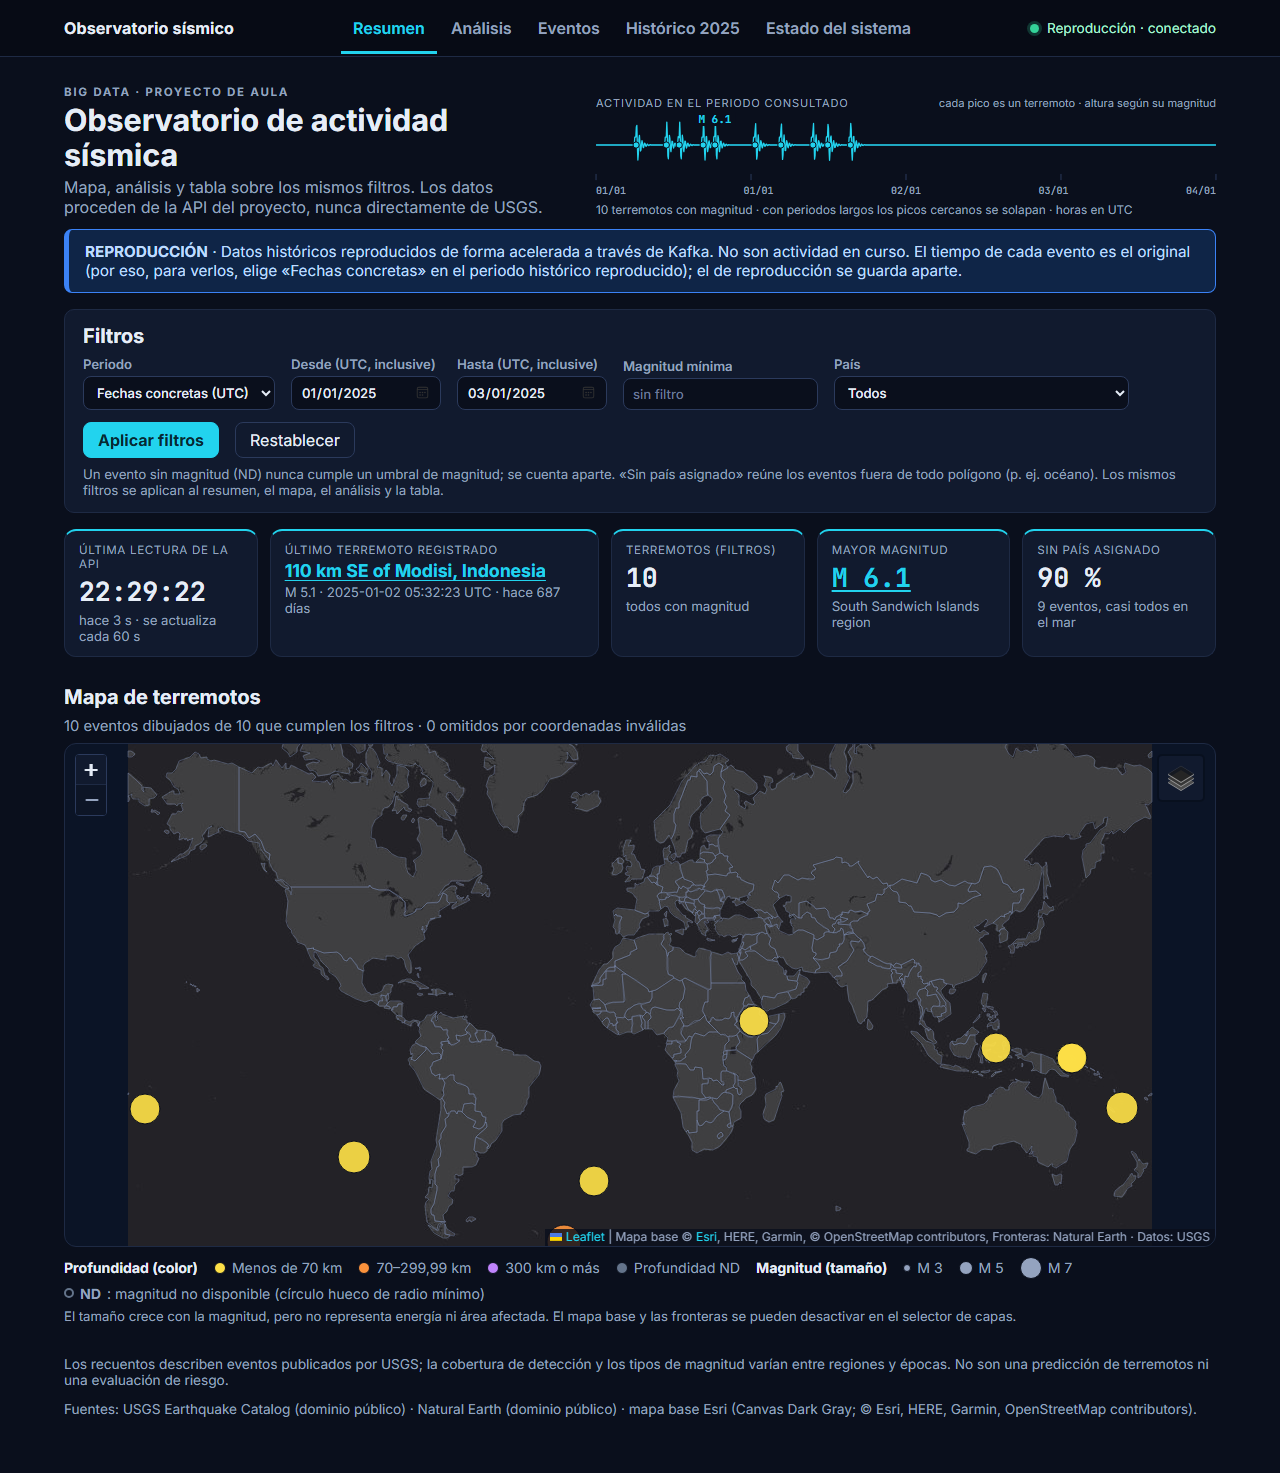 Observatorio sísmico
Resumen
Análisis
Eventos
Histórico 2025
Estado del sistema
Reproducción · conectado
BIG DATA · PROYECTO DE AULA
Observatorio de actividad
sísmica
Mapa, análisis y tabla sobre los mismos filtros. Los datos
proceden de la API del proyecto, nunca directamente de USGS.
ACTIVIDAD EN EL PERIODO CONSULTADO
cada pico es un terremoto · altura según su magnitud
M 6.1
01/01
01/01
02/01
03/01
04/01
10 terremotos con magnitud · con periodos largos los picos cercanos se solapan · horas en UTC
REPRODUCCIÓN · Datos históricos reproducidos de forma acelerada a través de Kafka. No son actividad en curso. El tiempo de cada evento es el original
(por eso, para verlos, elige «Fechas concretas» en el periodo histórico reproducido); el de reproducción se guarda aparte.
Filtros
Periodo
Desde (UTC, inclusive)
Hasta (UTC, inclusive)
Magnitud mínima
País
Fechas concretas (UTC)
01/01/2025
03/01/2025
sin filtro
Todos
Aplicar filtros
Restablecer
Un evento sin magnitud (ND) nunca cumple un umbral de magnitud; se cuenta aparte. «Sin país asignado» reúne los eventos fuera de todo polígono (p. ej. océano). Los mismos
filtros se aplican al resumen, el mapa, el análisis y la tabla.
ÚLTIMA LECTURA DE LA
API
22:29:22
hace 3 s · se actualiza
cada 60 s
ÚLTIMO TERREMOTO REGISTRADO
110 km SE of Modisi, Indonesia
M 5.1 · 2025-01-02 05:32:23 UTC · hace 687
días
TERREMOTOS (FILTROS)
10
todos con magnitud
MAYOR MAGNITUD
M 6.1
South Sandwich Islands
region
SIN PAÍS ASIGNADO
90 %
9 eventos, casi todos en
el mar
Mapa de terremotos
10 eventos dibujados de 10 que cumplen los filtros · 0 omitidos por coordenadas inválidas
+
−
Leaflet | Mapa base © Esri, HERE, Garmin, © OpenStreetMap contributors, Fronteras: Natural Earth · Datos: USGS
Profundidad (color)
Menos de 70 km
70–299,99 km
300 km o más
Profundidad ND
Magnitud (tamaño)
M 3
M 5
M 7
ND : magnitud no disponible (círculo hueco de radio mínimo)
El tamaño crece con la magnitud, pero no representa energía ni área afectada. El mapa base y las fronteras se pueden desactivar en el selector de capas.
Los recuentos describen eventos publicados por USGS; la cobertura de detección y los tipos de magnitud varían entre regiones y épocas. No son una predicción de terremotos ni
una evaluación de riesgo.
Fuentes: USGS Earthquake Catalog (dominio público) · Natural Earth (dominio público) · mapa base Esri (Canvas Dark Gray; © Esri, HERE, Garmin, OpenStreetMap contributors).